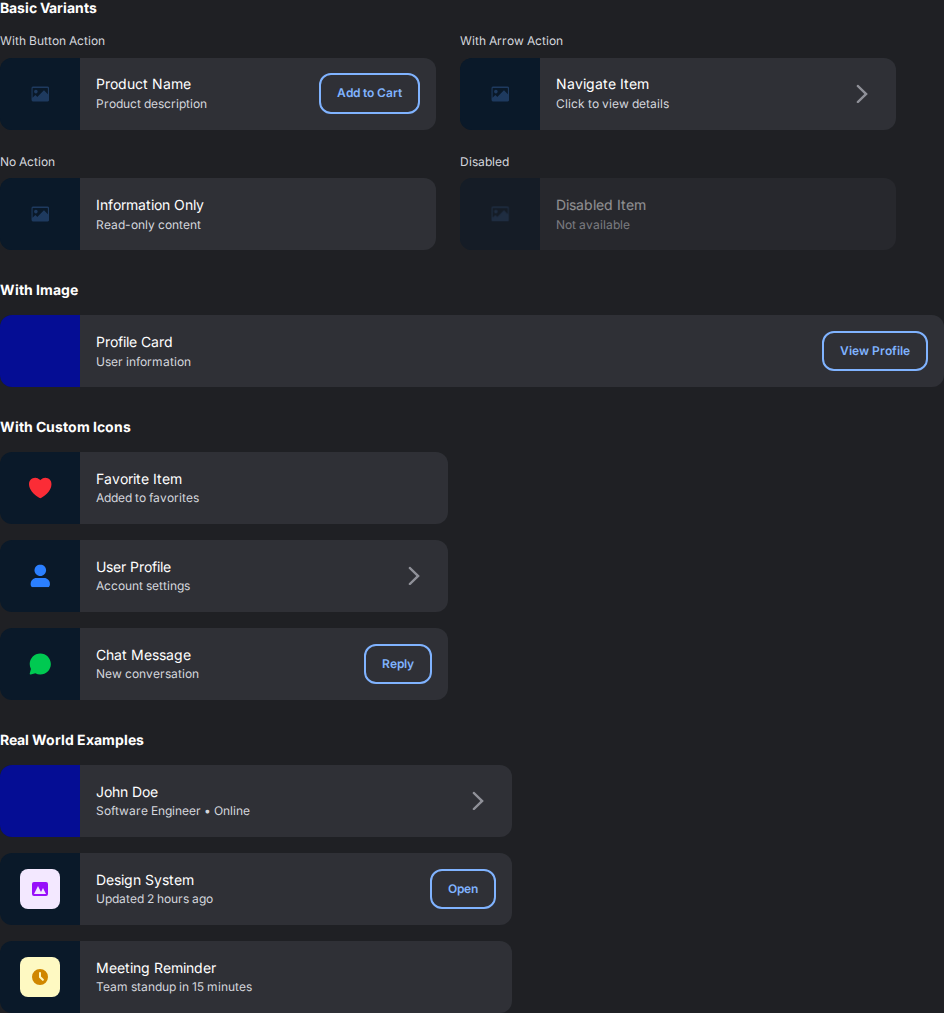 Basic Variants
With Button Action
Product Name
Product description
Add to Cart
With Arrow Action
Navigate Item
Click to view details
No Action
Information Only
Read-only content
Disabled
Disabled Item
Not available
With Image
Profile Card
User information
View Profile
With Custom Icons
Favorite Item
Added to favorites
User Profile
Account settings
Chat Message
New conversation
Reply
Real World Examples
John Doe
Software Engineer • Online
Design System
Updated 2 hours ago
Open
Meeting Reminder
Team standup in 15 minutes